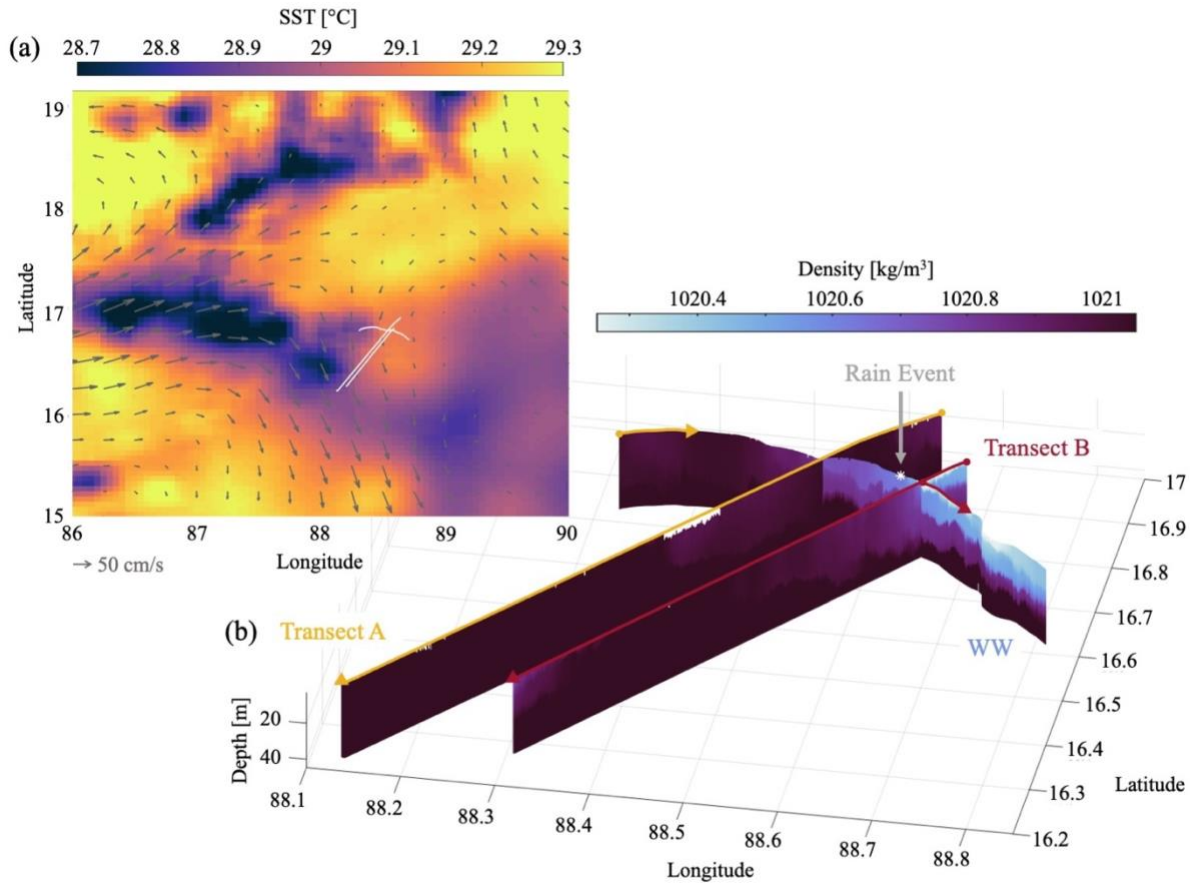 SST [°C]
(a)
28.7 28.8 28.9 29 29.1 29.2 29.3
19
18
17
16
15
Latitude
86 87 88 89 90
Longitude
→ 50 cm/s
Density [kg/m³]
1020.4 1020.6 1020.8 1021
Rain Event
Transect B
(b)
Transect A
WW
Depth [m]
20
40
88.1
88.2
88.3
88.4
88.5
88.6
88.7
88.8
Longitude
17
16.9
16.8
16.7
16.6
16.5
16.4
16.3
16.2
Latitude